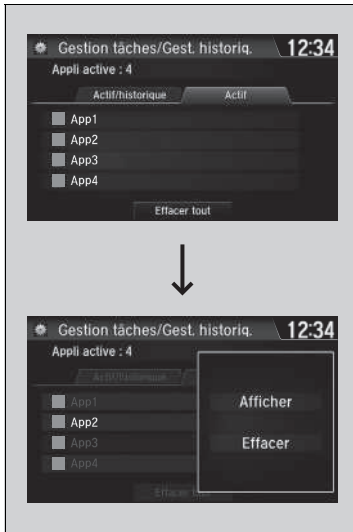 Gestion tâches/Gest. historiq. 12:34
Appli active : 4
Actif/historique Actif
App1
App2
App3
App4
Effacer tout
Gestion tâches/Gest. historiq. 12:34
Appli active : 4
Actif/historique
App1
Afficher
App2
App3
Effacer
App4
Effacer tout